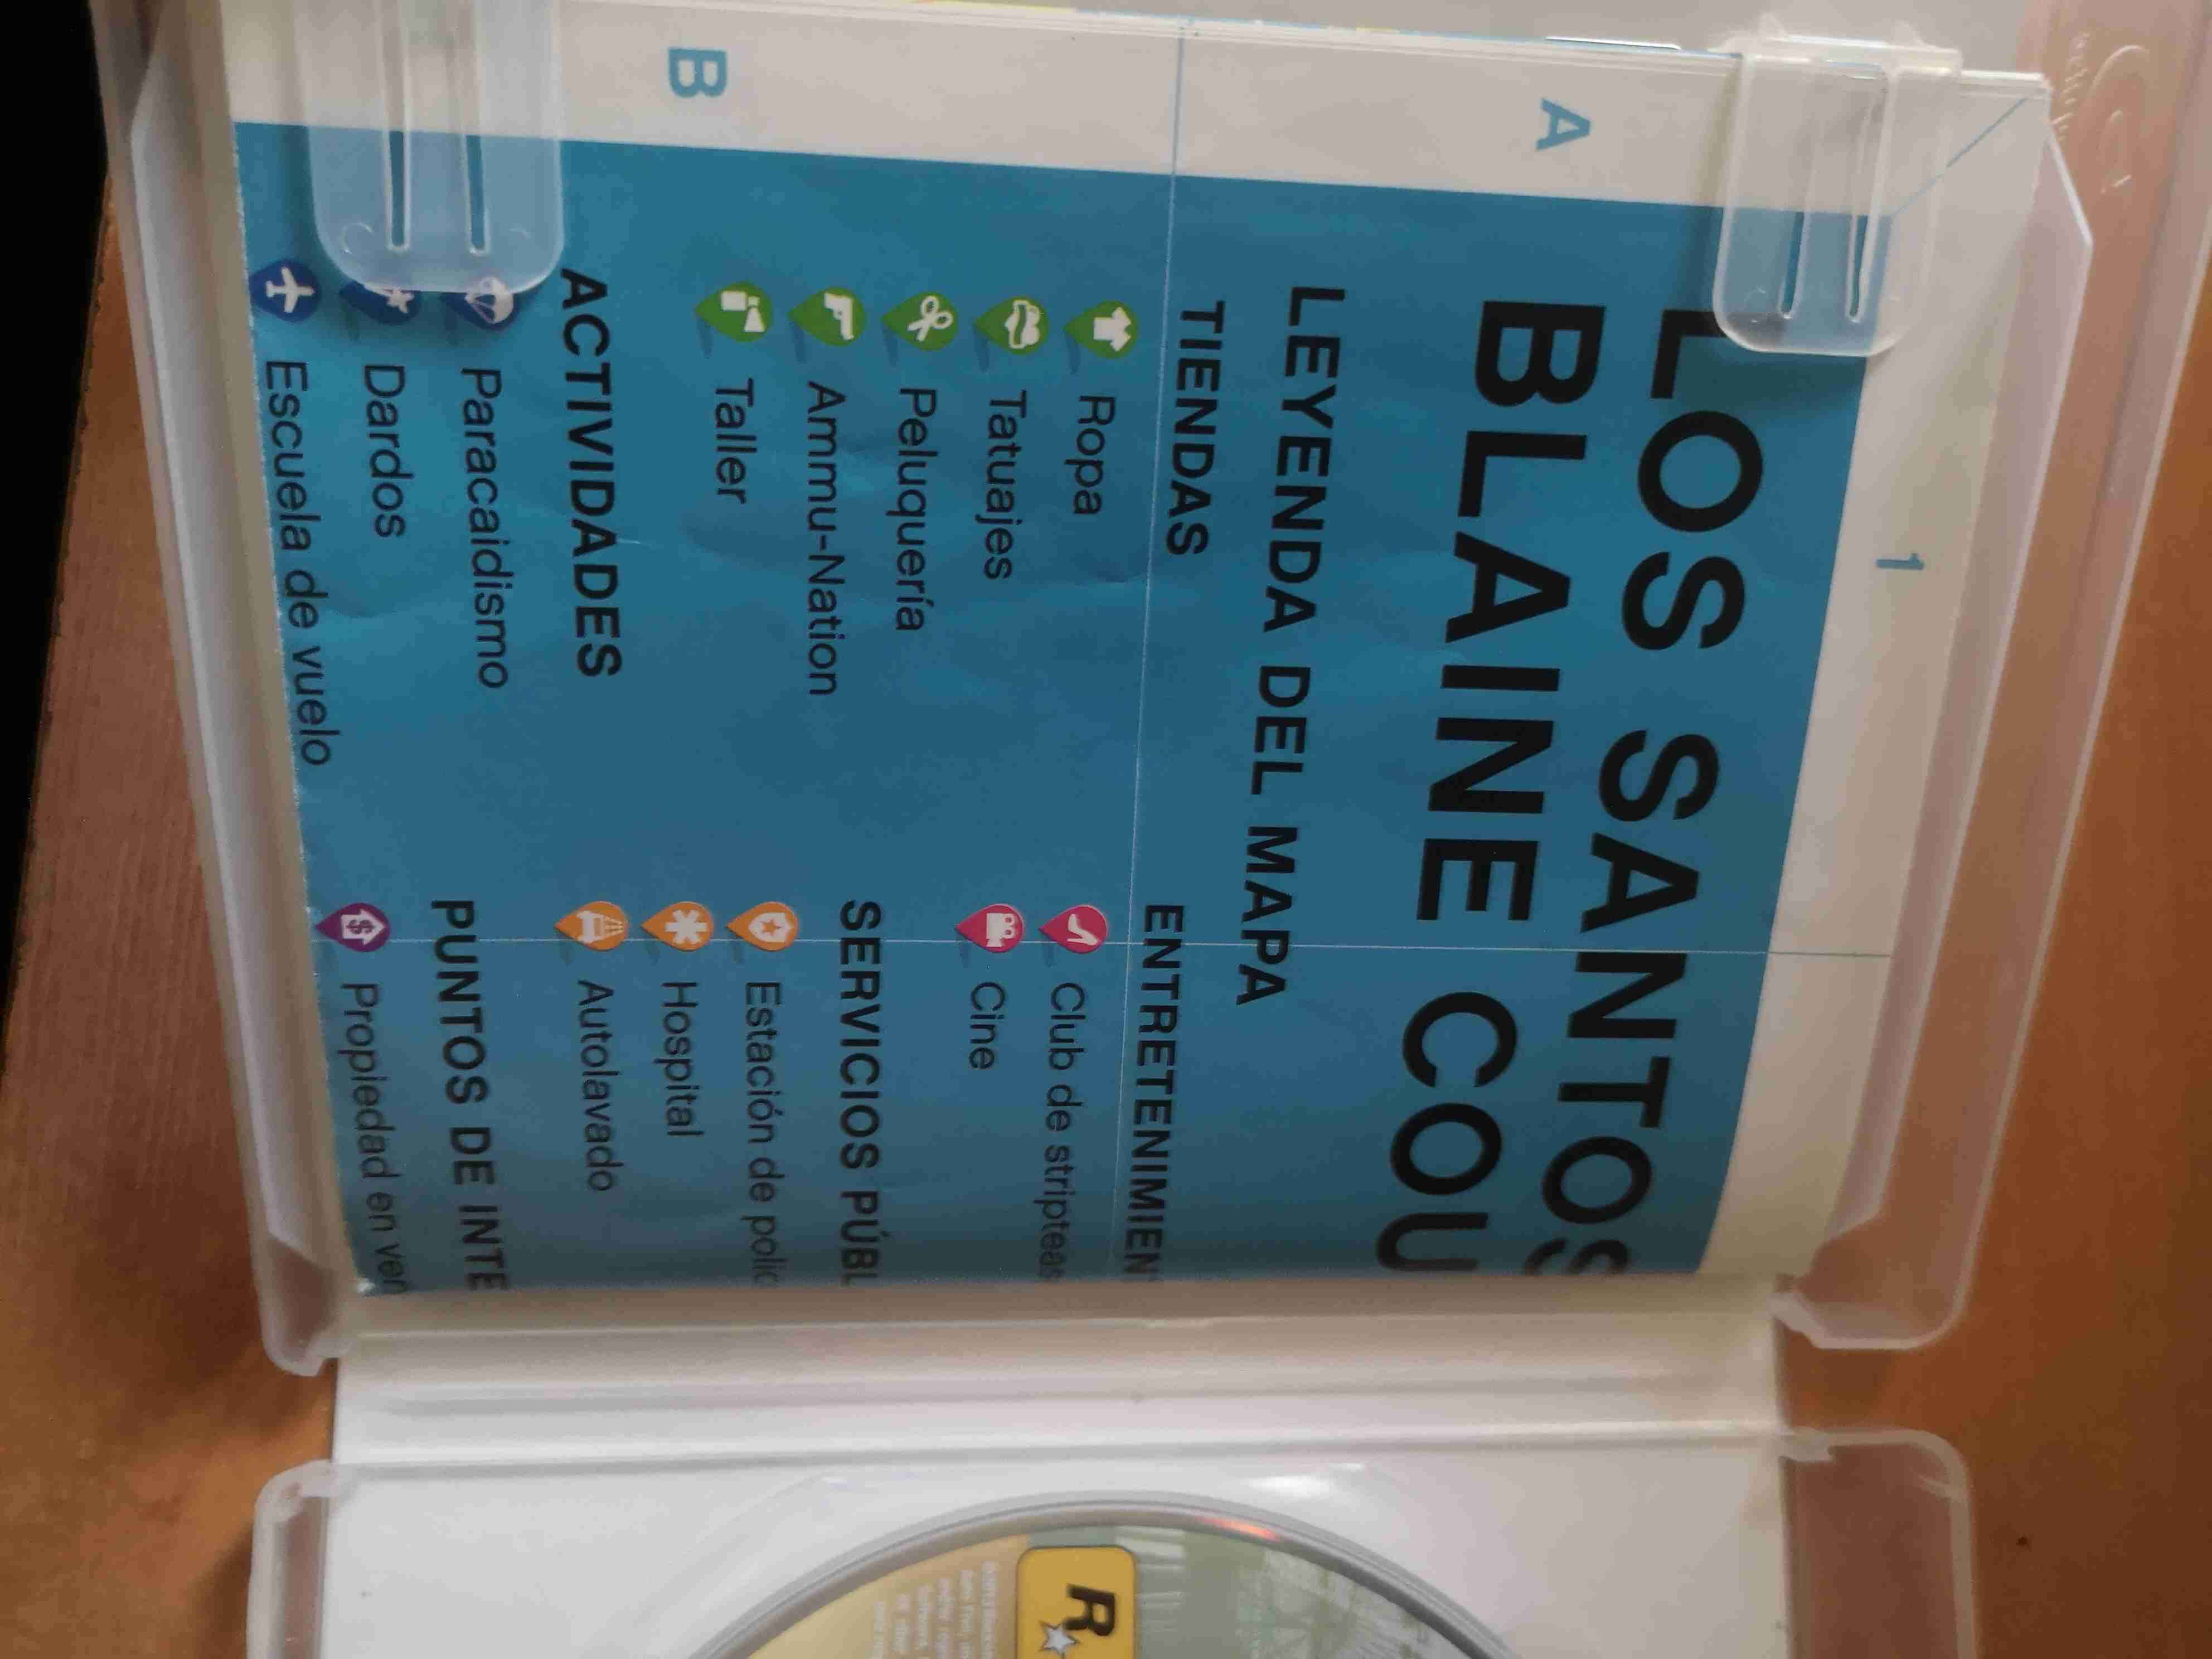 A
B
1
LOS SANTOS
BLAINE COU
LEYENDA DEL MAPA
TIENDAS
Ropa
Tatuajes
Peluquería
Ammu-Nation
Taller
ACTIVIDADES
Paracaidismo
Dardos
Escuela de vuelo
ENTRETENIMIEN
Club de stripteas
Cine
SERVICIOS PÚBL
Estación de polic
Hospital
Autolavado
PUNTOS DE INTE
Propiedad en ven
R